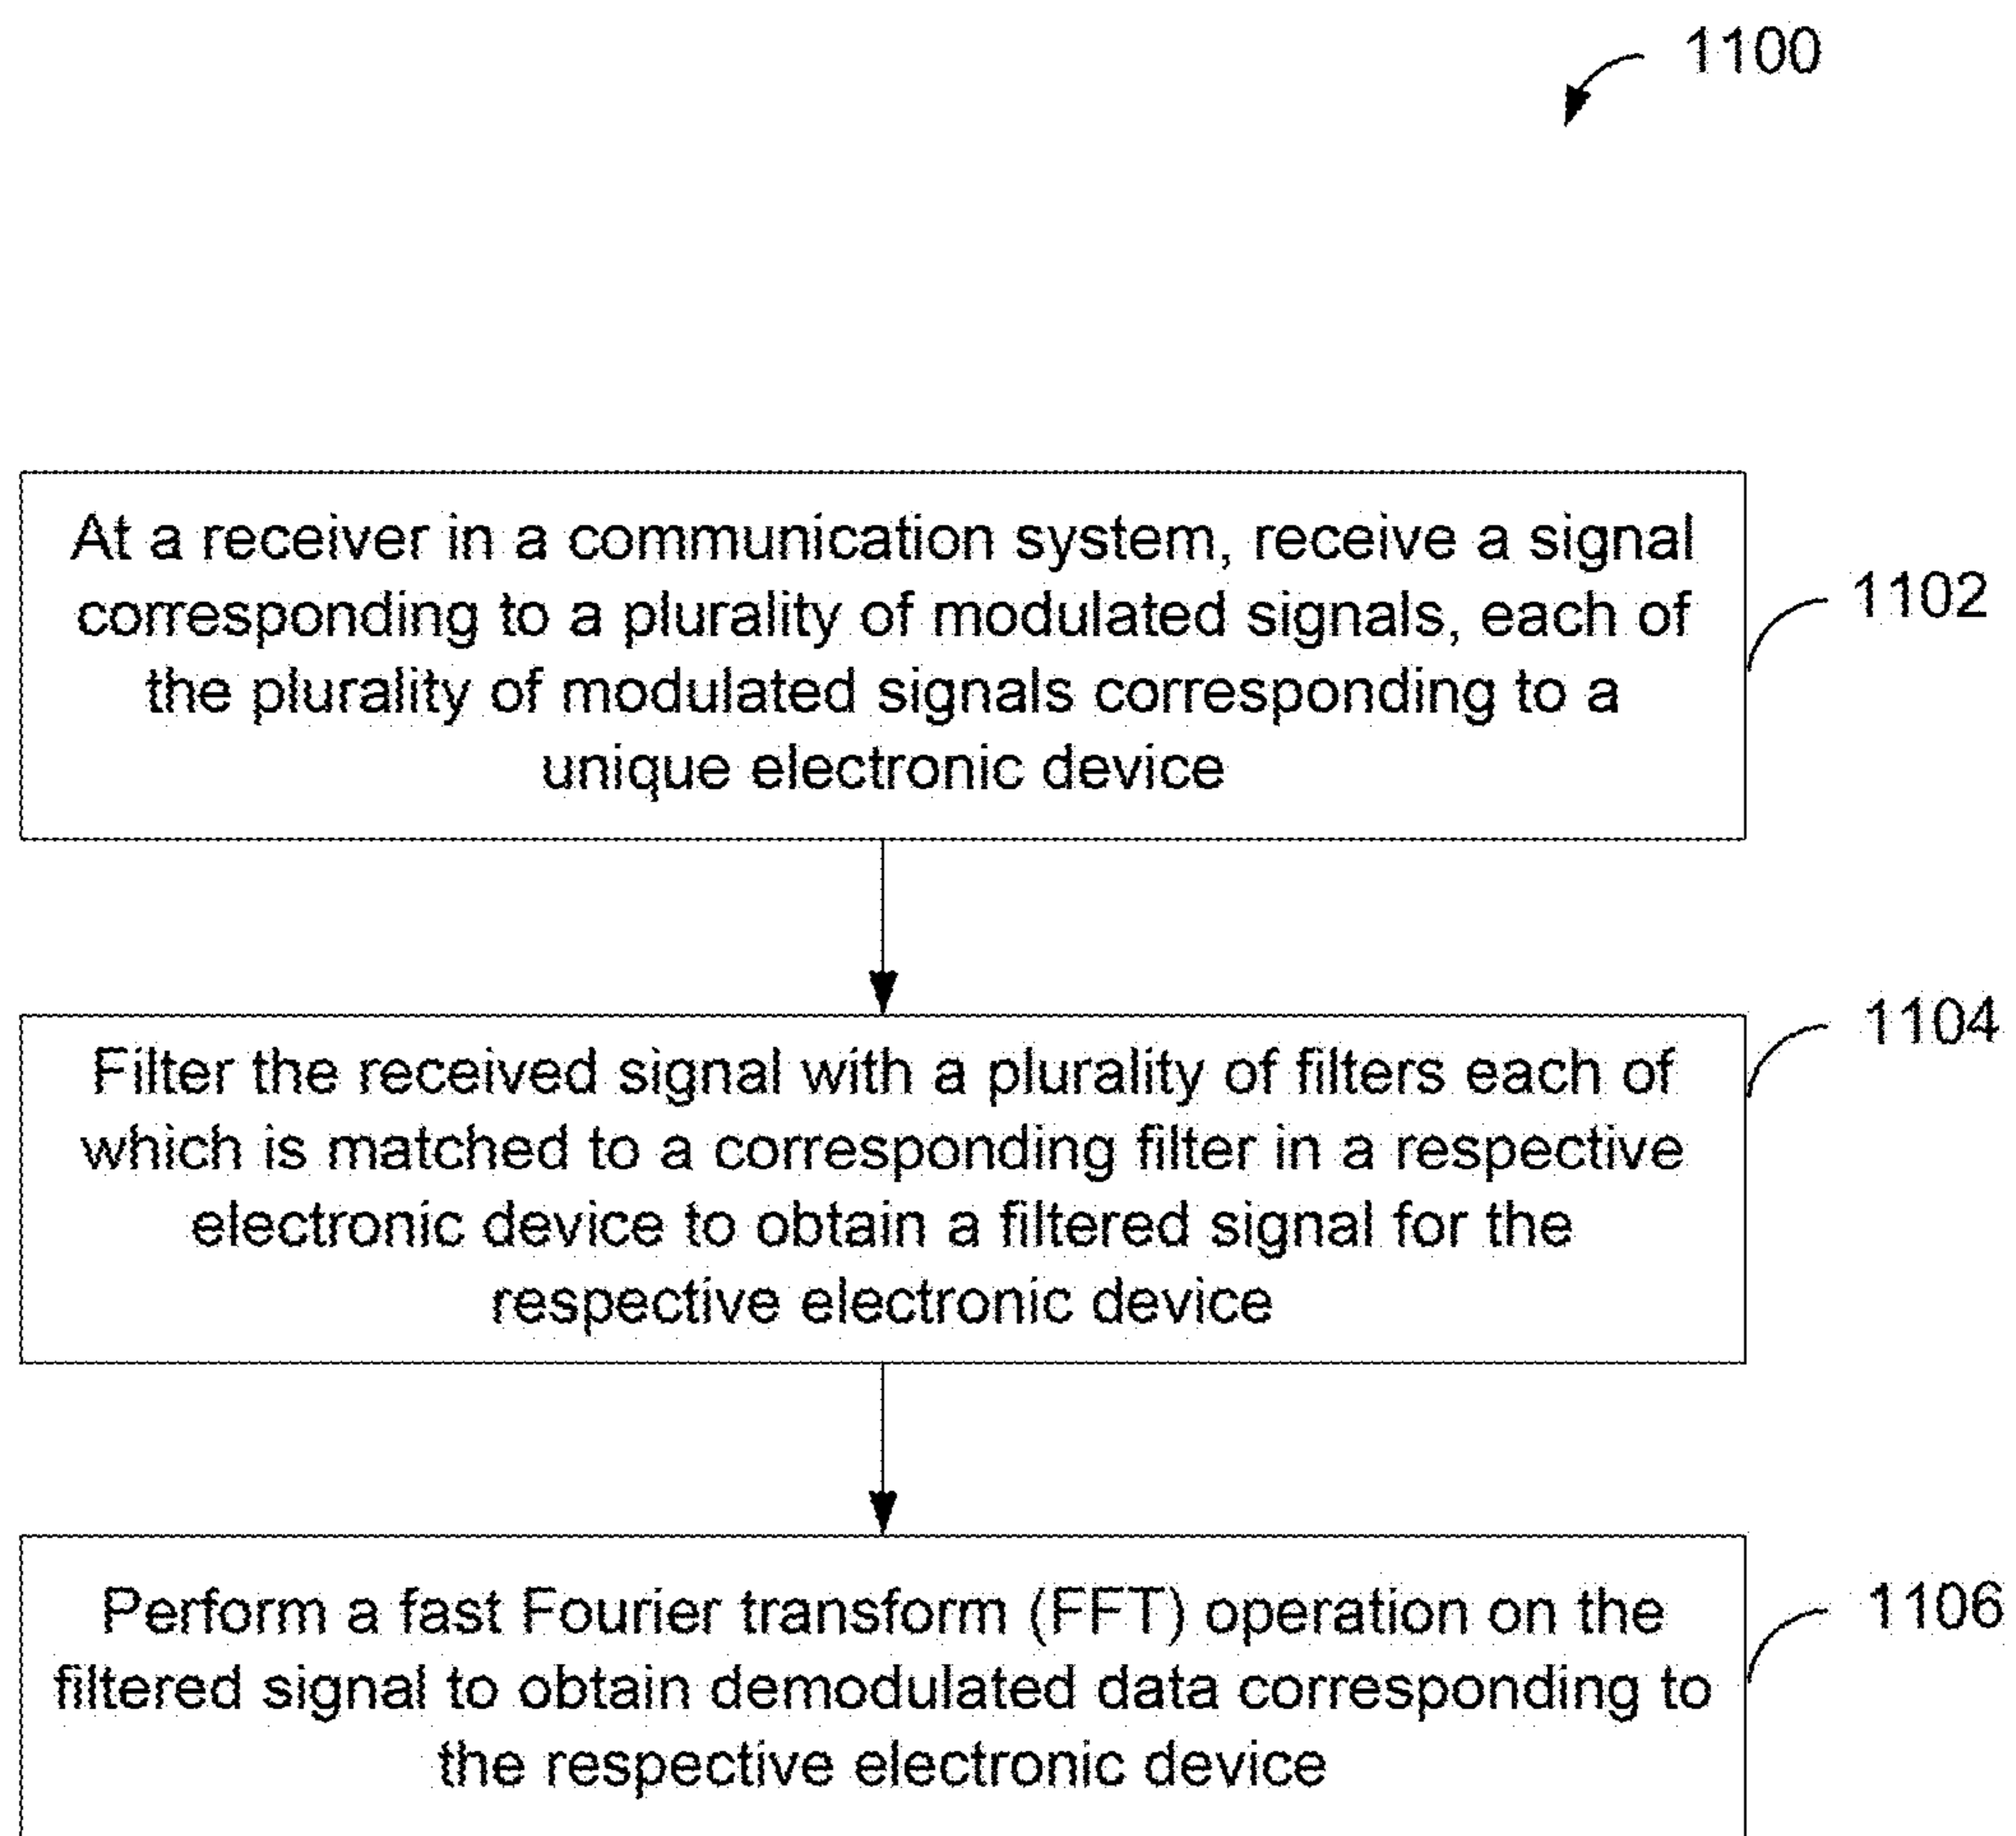 1100
At a receiver in a communication system, receive a signal
corresponding to a plurality of modulated signals, each of
the plurality of modulated signals corresponding to a
unique electronic device
1102
Filter the received signal with a plurality of filters each of
which is matched to a corresponding filter in a respective
electronic device to obtain a filtered signal for the
respective electronic device
1104
Perform a fast Fourier transform (FFT) operation on the
filtered signal to obtain demodulated data corresponding to
the respective electronic device
1106